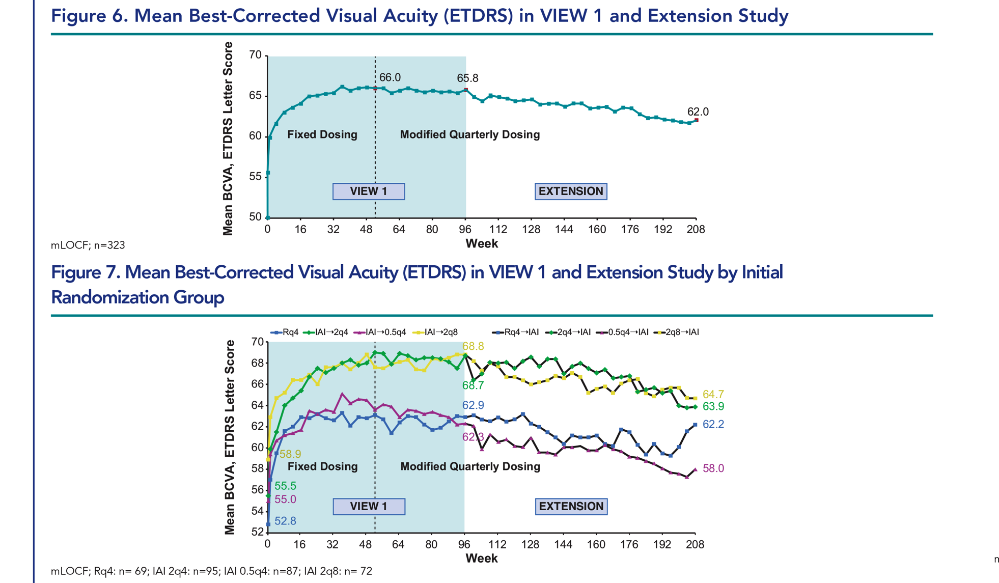 Figure 6. Mean Best-Corrected Visual Acuity (ETDRS) in VIEW 1 and Extension Study
Mean BCVA, ETDRS Letter Score
70
65
60
55
50
66.0
65.8
62.0
Fixed Dosing
Modified Quarterly Dosing
VIEW 1
EXTENSION
0 16 32 48 64 80 96 112 128 144 160 176 192 208
Week
mLOCF; n=323
Figure 7. Mean Best-Corrected Visual Acuity (ETDRS) in VIEW 1 and Extension Study by Initial
Randomization Group
Rq4 IAI→2q4 IAI→0.5q4 IAI→2q8 Rq4→IAI 2q4→IAI 0.5q4→IAI 2q8→IAI
Mean BCVA, ETDRS Letter Score
70
68
66
64
62
60
58
56
54
52
68.8
68.7
62.9
62.3
64.7
63.9
62.2
58.0
58.9
55.5
55.0
52.8
Fixed Dosing
Modified Quarterly Dosing
VIEW 1
EXTENSION
0 16 32 48 64 80 96 112 128 144 160 176 192 208
Week
mLOCF; Rq4: n= 69; IAI 2q4: n=95; IAI 0.5q4: n=87; IAI 2q8: n= 72